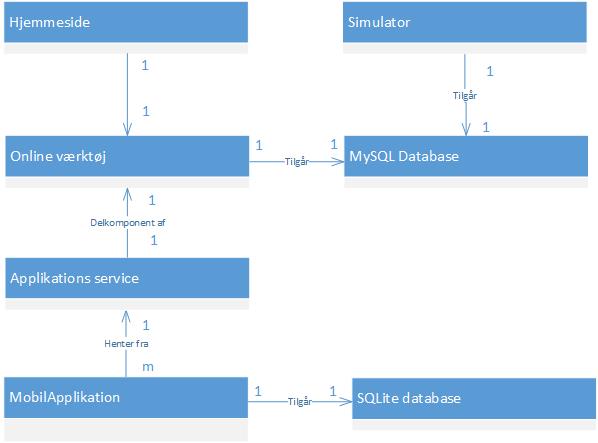 Hjemmeside
Simulator
1
1
Tilgår
1
1
Online værktøj
1
Tilgår
1
MySQL Database
1
Delkomponent af
1
Applikations service
1
Henter fra
m
MobilApplikation
1
Tilgår
1
SQLite database